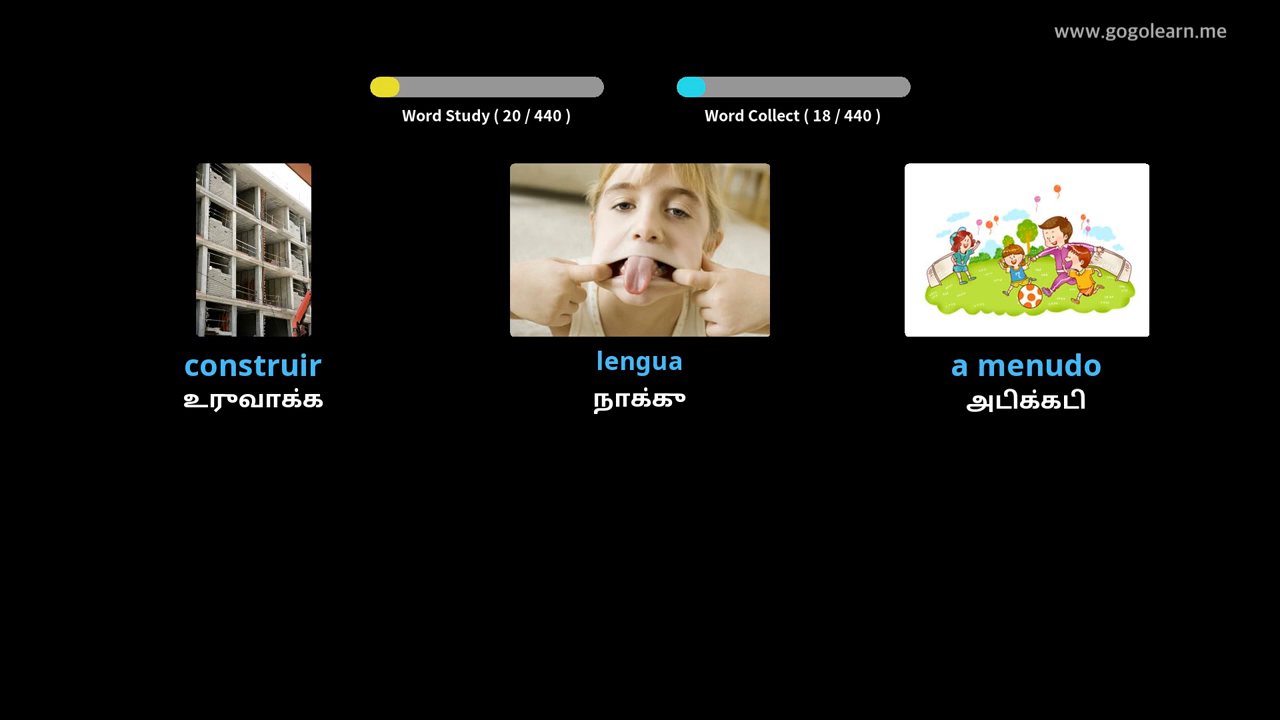 www.gogolearn.me
Word Study ( 20 / 440 )
Word Collect ( 18 / 440 )
construir
உருவாக்க
lengua
நாக்கு
a menudo
அடிக்கடி